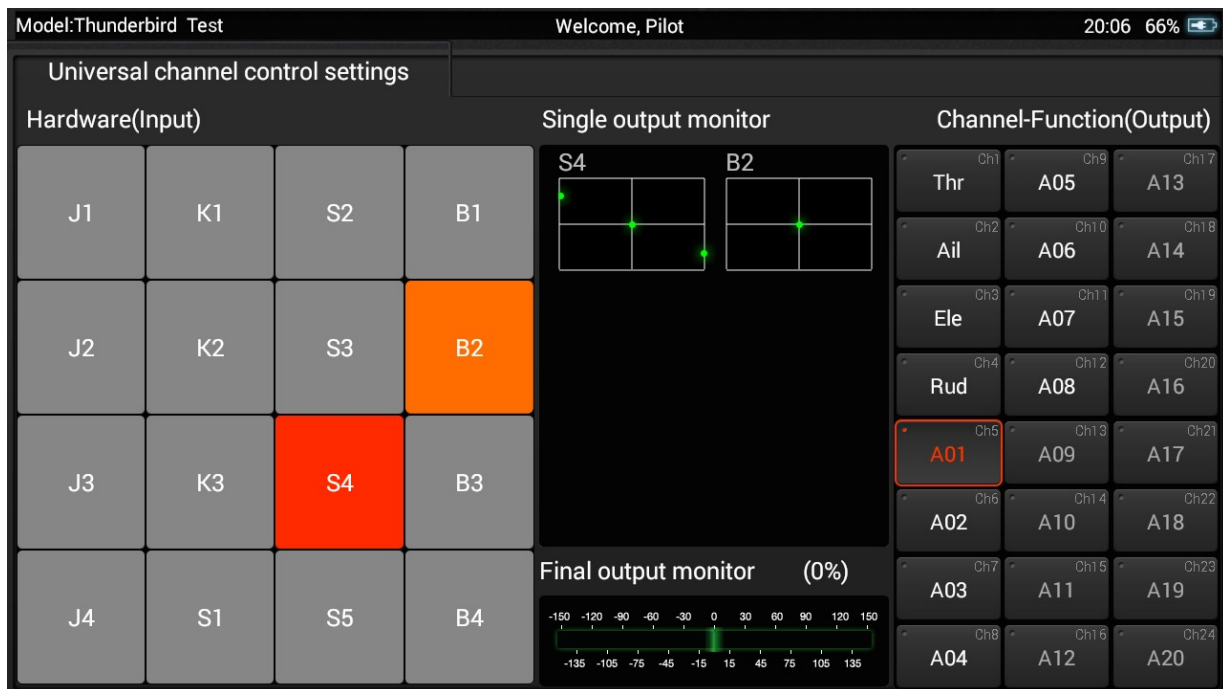 Model:Thunderbird Test
Welcome, Pilot
20:06 66%
Universal channel control settings
Hardware(Input)
J1 K1 S2 B1
J2 K2 S3 B2
J3 K3 S4 B3
J4 S1 S5 B4
Single output monitor
S4 B2
Final output monitor (0%)
-150 -120 -90 -60 -30 0 30 60 90 120 150
-135 -105 -75 -45 -15 15 45 75 105 135
Channel-Function(Output)
Ch1 Ch9 Ch17
Thr A05 A13
Ch2 Ch10 Ch18
Ail A06 A14
Ch3 Ch11 Ch19
Ele A07 A15
Ch4 Ch12 Ch20
Rud A08 A16
Ch5 Ch13 Ch21
A01 A09 A17
Ch6 Ch14 Ch22
A02 A10 A18
Ch7 Ch15 Ch23
A03 A11 A19
Ch8 Ch16 Ch24
A04 A12 A20